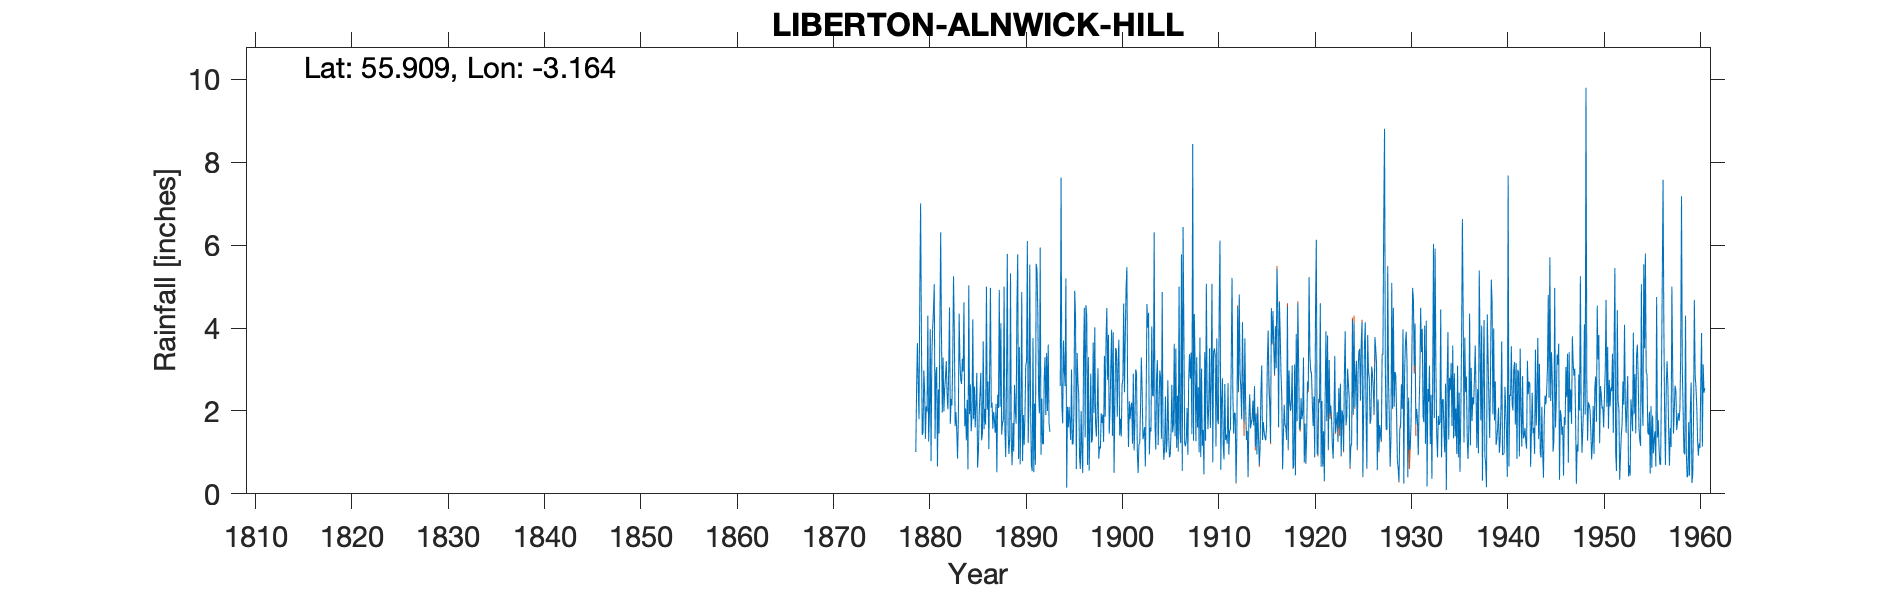 LIBERTON-ALNWICK-HILL
Lat: 55.909, Lon: -3.164
10
8
6
4
2
0
Rainfall [inches]
1810 1820 1830 1840 1850 1860 1870 1880 1890 1900 1910 1920 1930 1940 1950 1960
Year